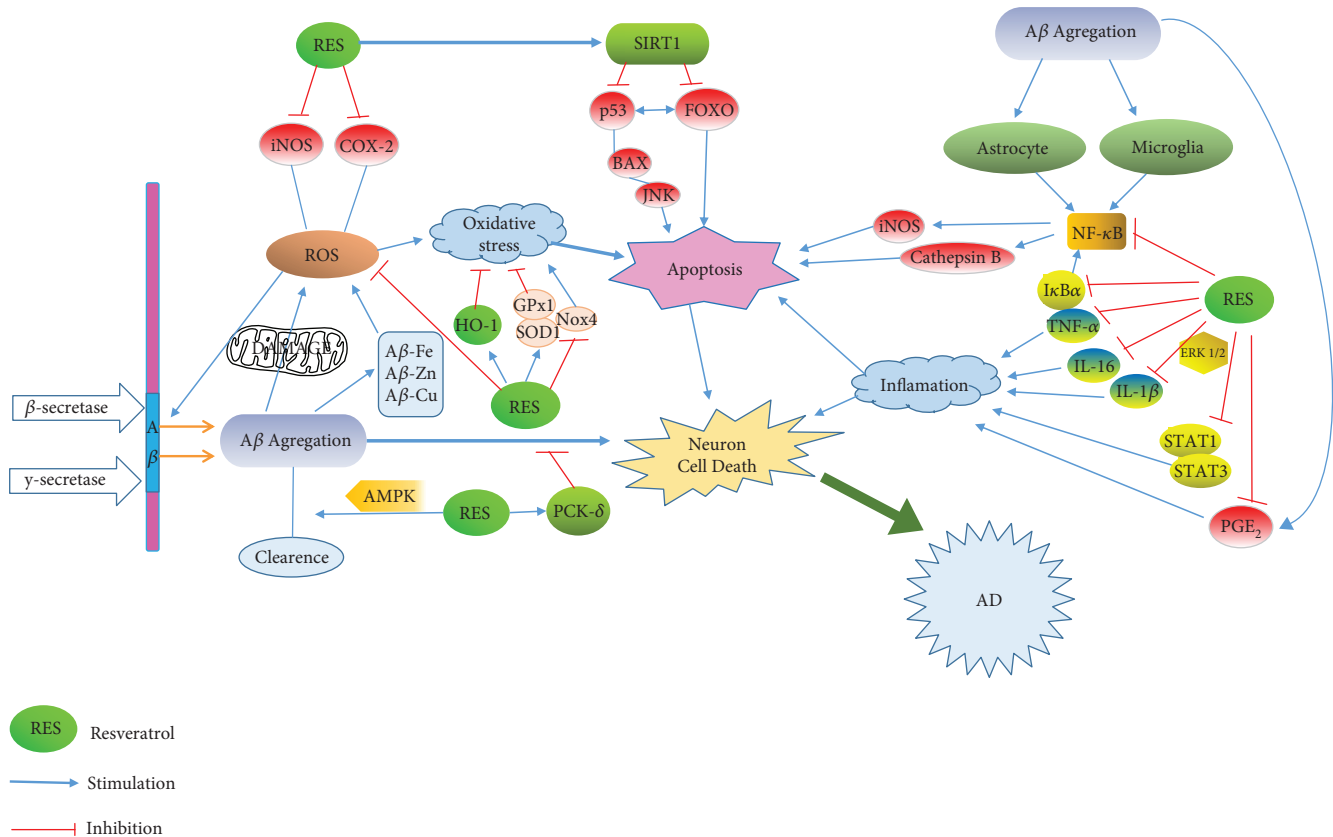 RES
SIRT1
Aβ Agregation
p53
FOXO
iNOS
COX-2
BAX
JNK
Astrocyte
Microglia
Oxidative
stress
ROS
Apoptosis
iNOS
Cathepsin B
NF-κB
IκBα
TNF-α
RES
ERK 1/2
IL-16
IL-1β
HO-1
GPx1
SOD1
Nox4
DAMAGE
Aβ-Fe
Aβ-Zn
Aβ-Cu
RES
Inflamation
β-secretase
y-secretase
A
β
Aβ Agregation
Neuron
Cell Death
STAT1
STAT3
AMPK
RES
PCK-δ
PGE₂
Clearence
AD
RES
Resveratrol
Stimulation
Inhibition